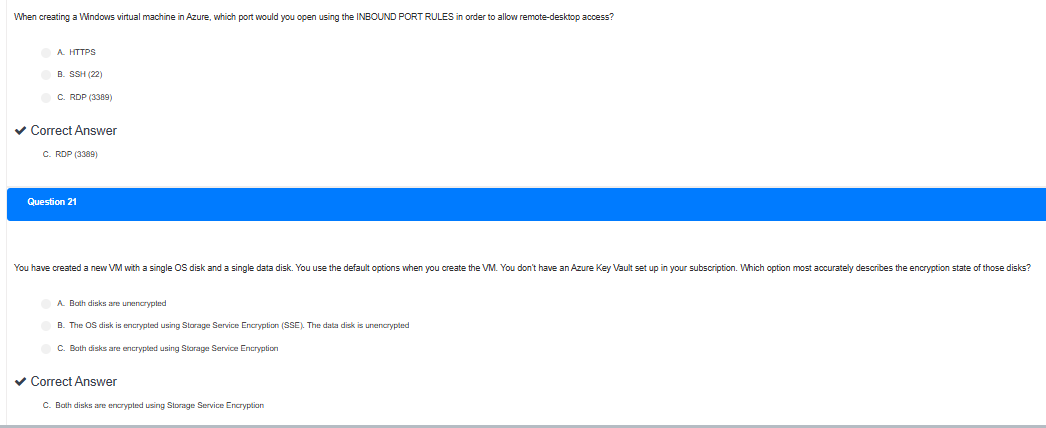 When creating a Windows virtual machine in Azure, which port would you open using the INBOUND PORT RULES in order to allow remote-desktop access?
A. HTTPS
B. SSH (22)
C. RDP (3389)
✔ Correct Answer
C. RDP (3389)
Question 21
You have created a new VM with a single OS disk and a single data disk. You use the default options when you create the VM. You don't have an Azure Key Vault set up in your subscription. Which option most accurately describes the encryption state of those disks?
A. Both disks are unencrypted
B. The OS disk is encrypted using Storage Service Encryption (SSE). The data disk is unencrypted
C. Both disks are encrypted using Storage Service Encryption
✔ Correct Answer
C. Both disks are encrypted using Storage Service Encryption